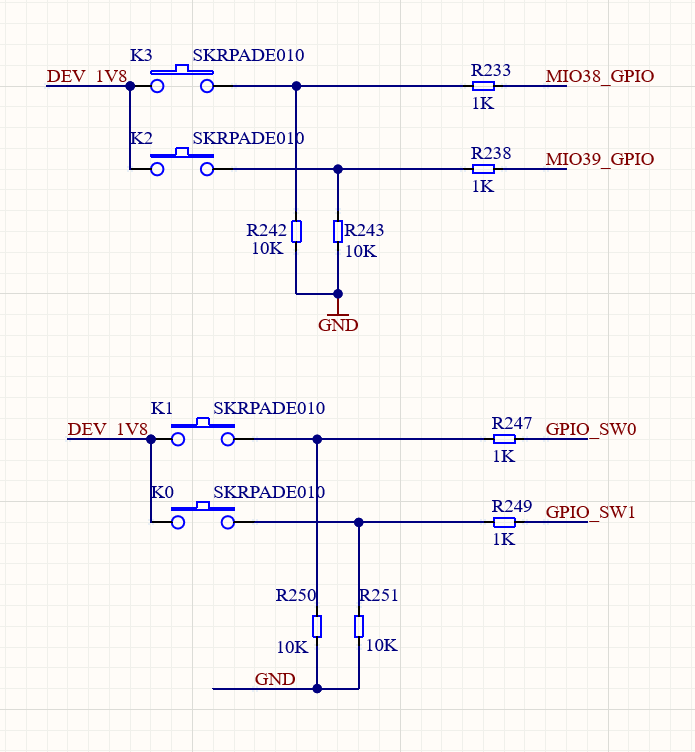 K3 SKRPADE010
DEV_1V8
R233
MIO38_GPIO
1K
K2 SKRPADE010
R238
MIO39_GPIO
1K
R242 R243
10K 10K
GND
K1 SKRPADE010
DEV_1V8
R247
GPIO_SW0
1K
K0 SKRPADE010
R249
GPIO_SW1
1K
R250 R251
10K 10K
GND